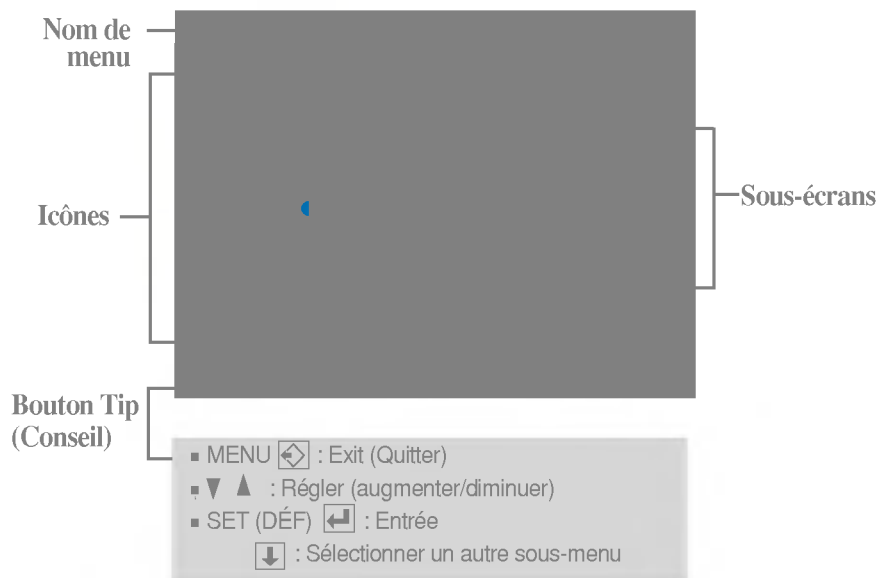 Nom de
menu
Icônes
Sous-écrans
Bouton Tip
(Conseil)
■ MENU : Exit (Quitter)
■ ▼ ▲ : Régler (augmenter/diminuer)
■ SET (DÉF) : Entrée
: Sélectionner un autre sous-menu